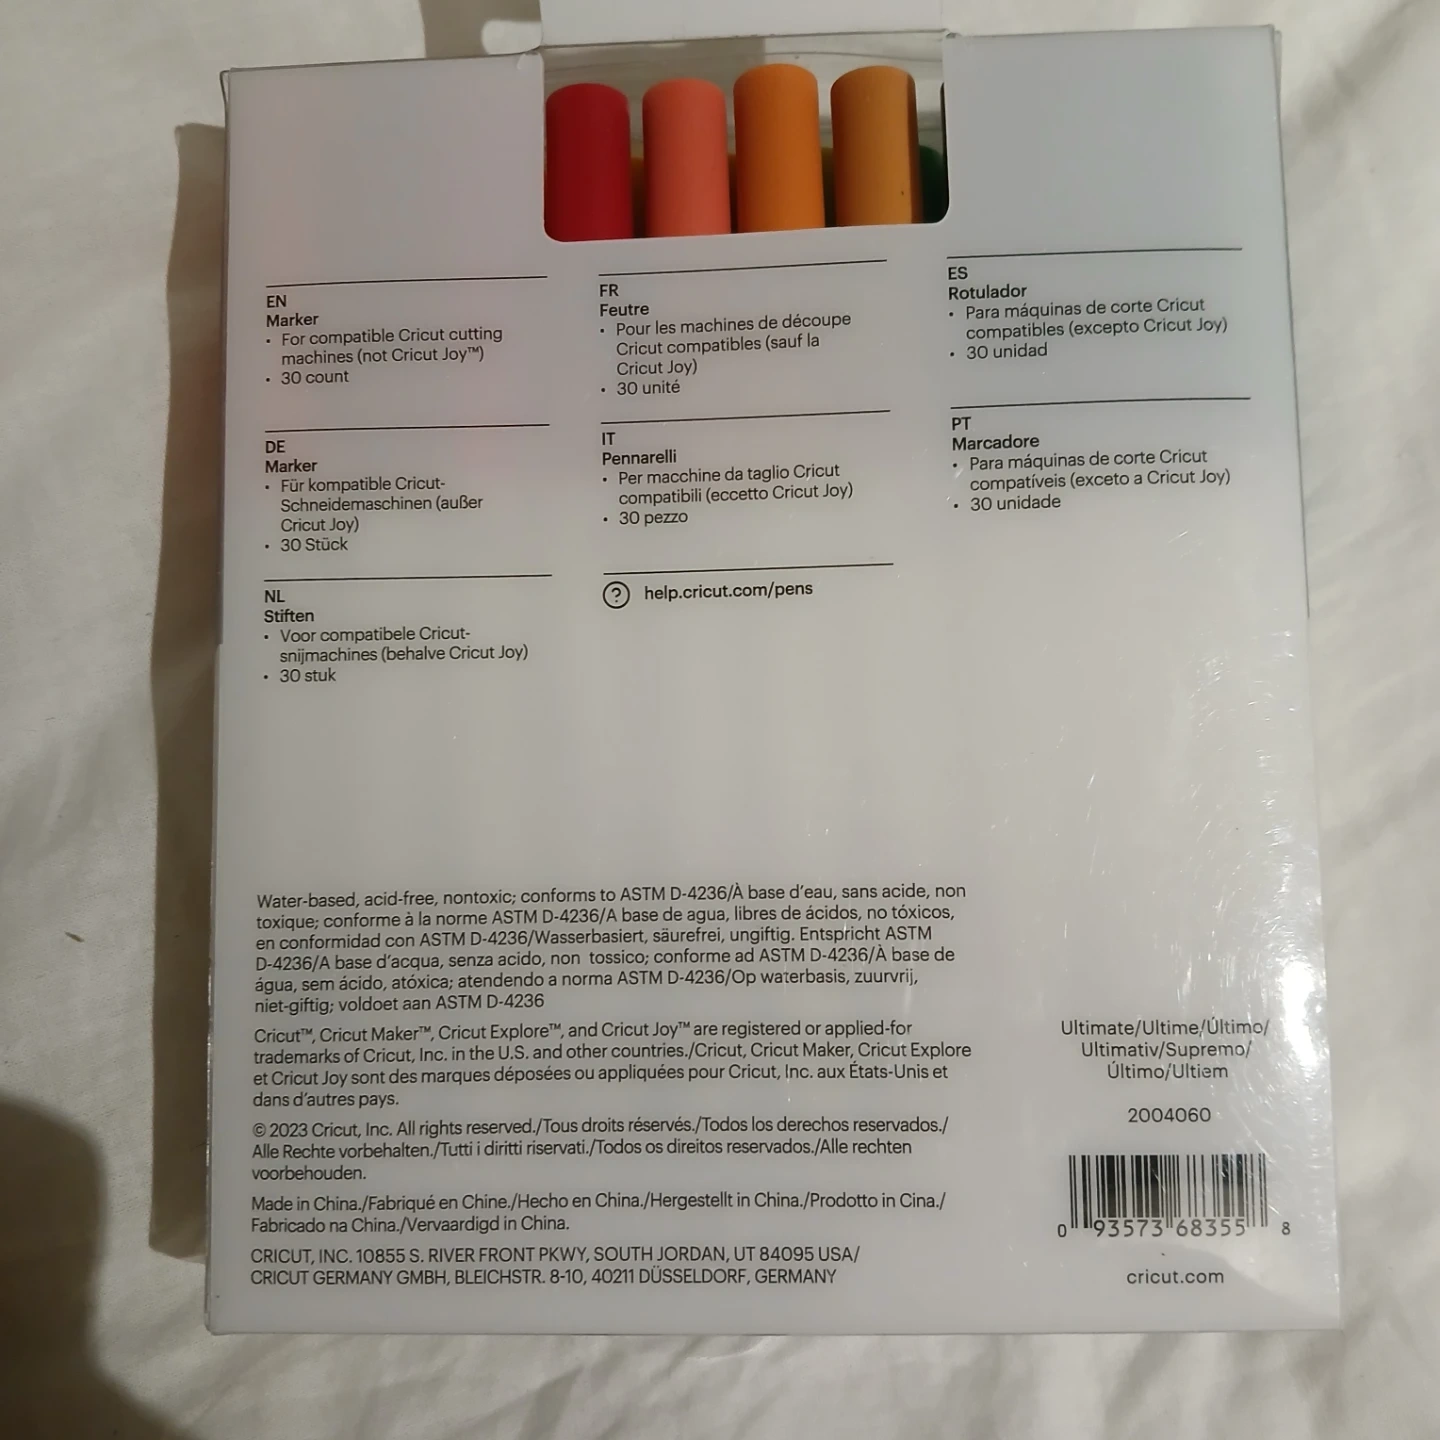 EN
Marker
• For compatible Cricut cutting
machines (not Cricut Joy™)
• 30 count
FR
Feutre
• Pour les machines de découpe
Cricut compatibles (sauf la
Cricut Joy)
• 30 unité
ES
Rotulador
• Para máquinas de corte Cricut
compatibles (excepto Cricut Joy)
• 30 unidad
DE
Marker
• Für kompatible Cricut-
Schneidemaschinen (außer
Cricut Joy)
• 30 Stück
IT
Pennarelli
• Per macchine da taglio Cricut
compatibili (eccetto Cricut Joy)
• 30 pezzo
PT
Marcadore
• Para máquinas de corte Cricut
compatíveis (exceto a Cricut Joy)
• 30 unidade
NL
Stiften
• Voor compatibele Cricut-
snijmachines (behalve Cricut Joy)
• 30 stuk
? help.cricut.com/pens
Water-based, acid-free, nontoxic; conforms to ASTM D-4236/À base d'eau, sans acide, non
toxique; conforme à la norme ASTM D-4236/A base de agua, libres de ácidos, no tóxicos,
en conformidad con ASTM D-4236/Wasserbasiert, säurefrei, ungiftig. Entspricht ASTM
D-4236/A base d'acqua, senza acido, non tossico; conforme ad ASTM D-4236/À base de
água, sem ácido, atóxica; atendendo a norma ASTM D-4236/Op waterbasis, zuurvrij,
niet-giftig; voldoet aan ASTM D-4236
Cricut™, Cricut Maker™, Cricut Explore™, and Cricut Joy™ are registered or applied-for
trademarks of Cricut, Inc. in the U.S. and other countries./Cricut, Cricut Maker, Cricut Explore
et Cricut Joy sont des marques déposées ou appliquées pour Cricut, Inc. aux États-Unis et
dans d'autres pays.
© 2023 Cricut, Inc. All rights reserved./Tous droits réservés./Todos los derechos reservados./
Alle Rechte vorbehalten./Tutti i diritti riservati./Todos os direitos reservados./Alle rechten
voorbehouden.
Made in China./Fabriqué en Chine./Hecho en China./Hergestellt in China./Prodotto in Cina./
Fabricado na China./Vervaardigd in China.
CRICUT, INC. 10855 S. RIVER FRONT PKWY, SOUTH JORDAN, UT 84095 USA/
CRICUT GERMANY GMBH, BLEICHSTR. 8-10, 40211 DÜSSELDORF, GERMANY
Ultimate/Ultime/Último/
Ultimativ/Supremo/
Último/Ultiem
2004060
0 93573 68355 8
cricut.com